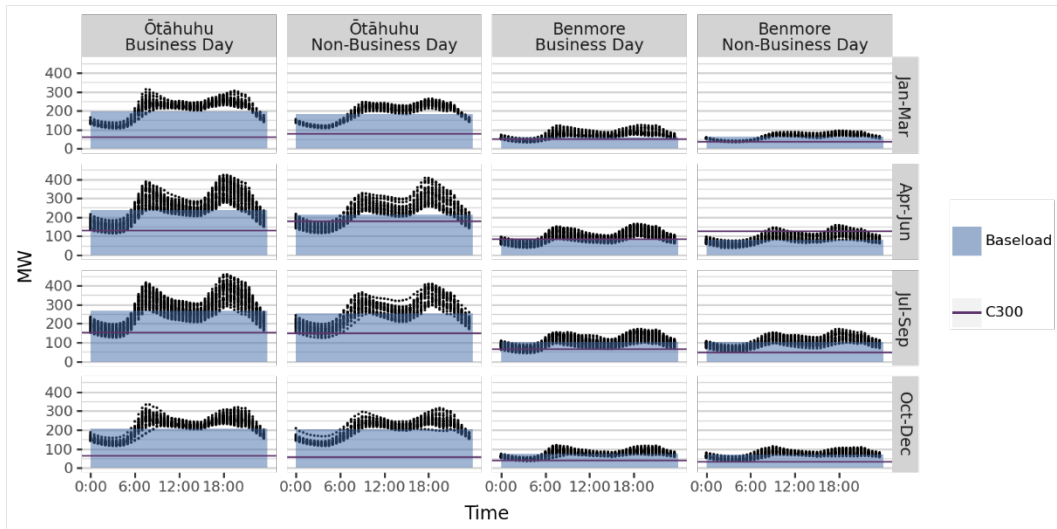 Ōtāhuhu
Business Day
Ōtāhuhu
Non-Business Day
Benmore
Business Day
Benmore
Non-Business Day
400
300
200
100
0
Jan-Mar
400
300
200
100
0
Apr-Jun
400
300
200
100
0
Jul-Sep
400
300
200
100
0
Oct-Dec
MW
0:00 6:00 12:00 18:00
0:00 6:00 12:00 18:00
0:00 6:00 12:00 18:00
0:00 6:00 12:00 18:00
Time
Baseload
C300